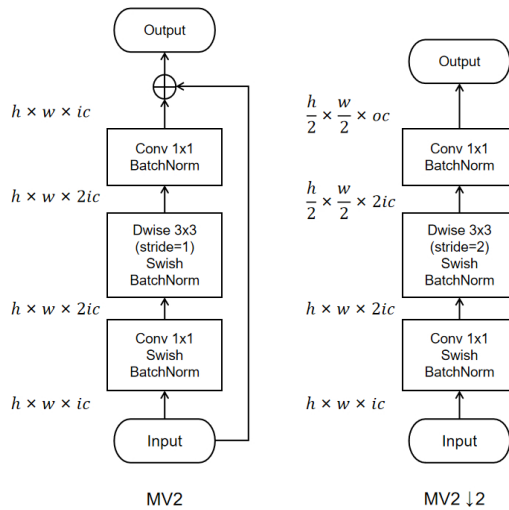 Output
h × w × ic
Conv 1x1
BatchNorm
h × w × 2ic
Dwise 3x3
(stride=1)
Swish
BatchNorm
h × w × 2ic
Conv 1x1
Swish
BatchNorm
h × w × ic
Input
MV2
Output
h/2 × w/2 × oc
Conv 1x1
BatchNorm
h/2 × w/2 × 2ic
Dwise 3x3
(stride=2)
Swish
BatchNorm
h × w × 2ic
Conv 1x1
Swish
BatchNorm
h × w × ic
Input
MV2 ↓2